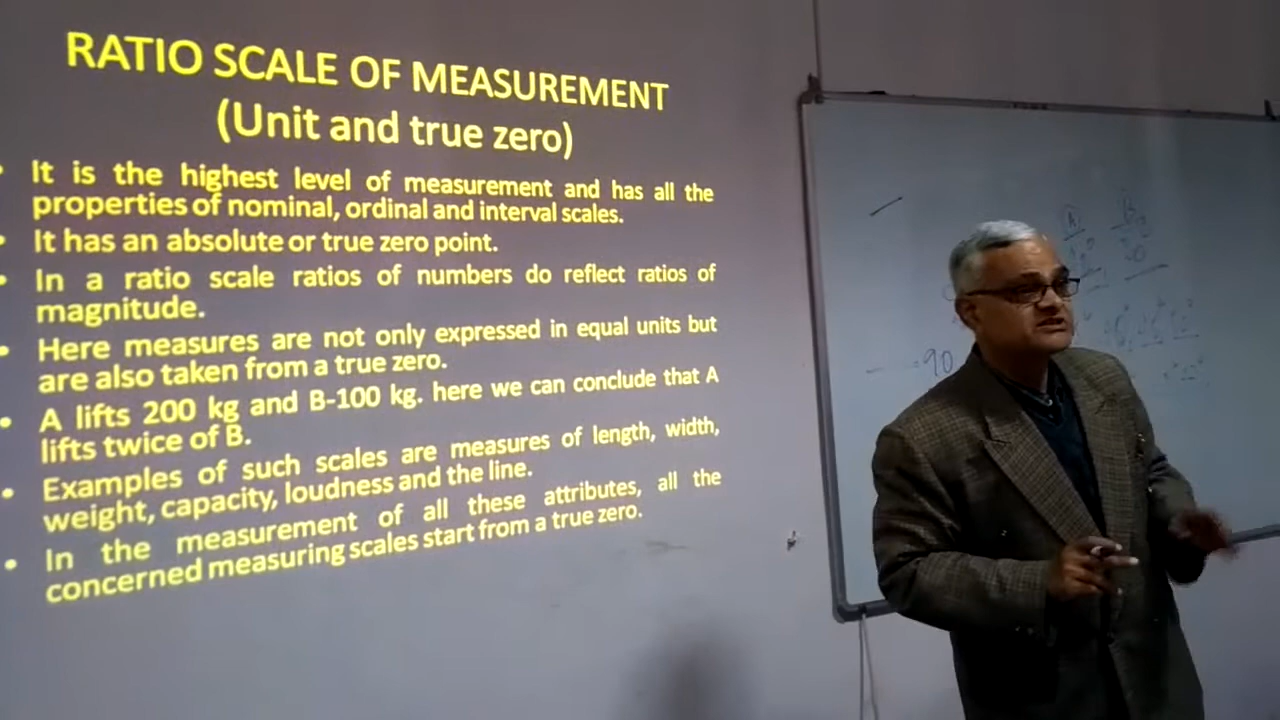 RATIO SCALE OF MEASUREMENT
(Unit and true zero)
• It is the highest level of measurement and has all the
properties of nominal, ordinal and interval scales.
• It has an absolute or true zero point.
• In a ratio scale ratios of numbers do reflect ratios of
magnitude.
• Here measures are not only expressed in equal units but
are also taken from a true zero.
• A lifts 200 kg and B-100 kg. here we can conclude that A
lifts twice of B.
• Examples of such scales are measures of length, width,
weight, capacity, loudness and the line.
• In the measurement of all these attributes, all the
concerned measuring scales start from a true zero.
A
= 90